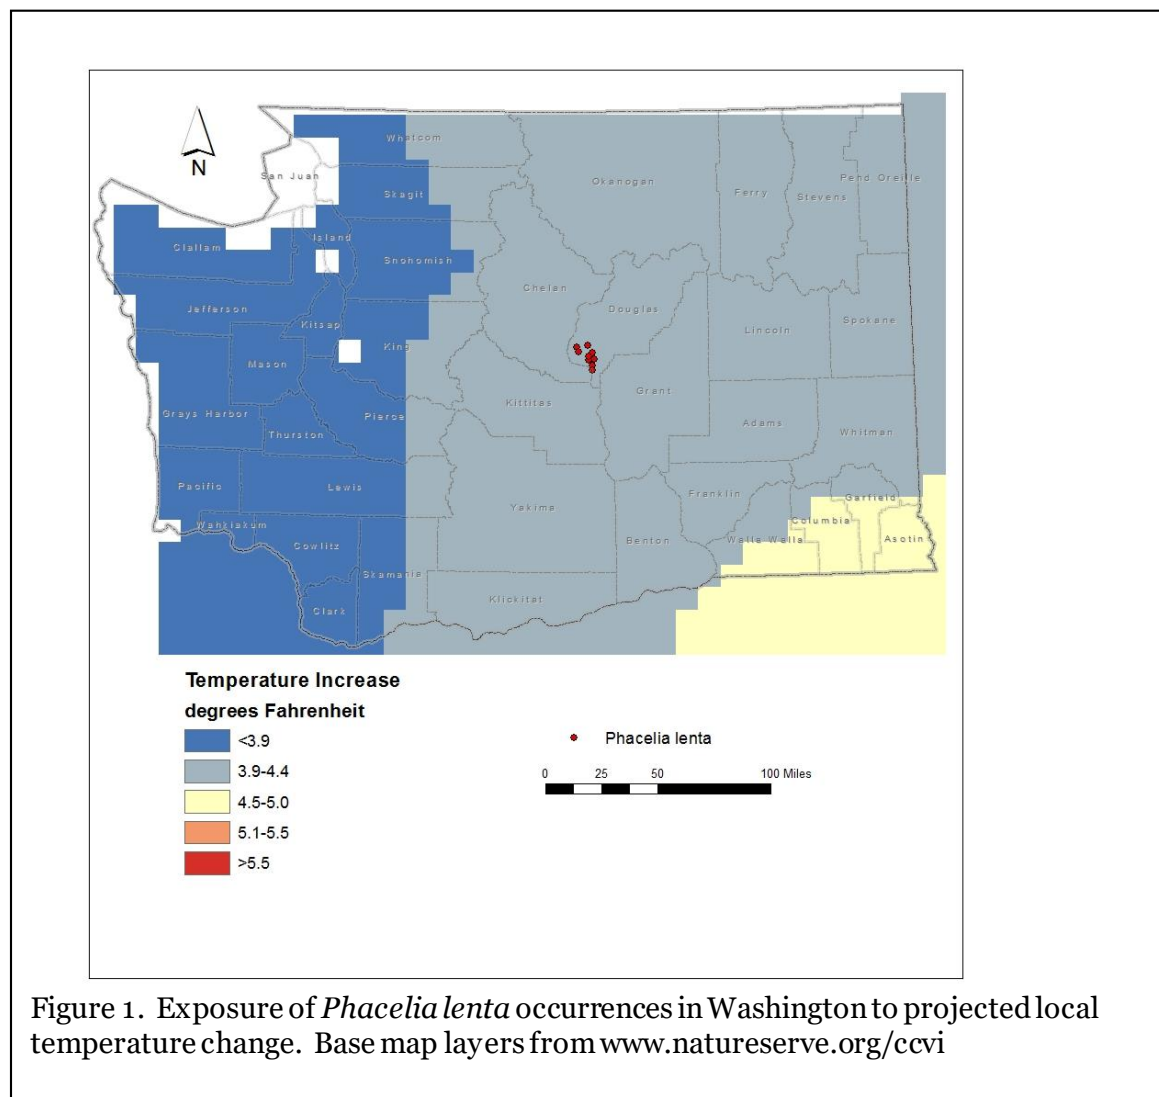 N
Whatcom
San Juan
Skagit
Okanogan
Ferry
Stevens
Pend Oreille
Clallam
Island
Snohomish
Chelan
Douglas
Jefferson
Kitsap
King
Lincoln
Spokane
Mason
Grays Harbor
Kittitas
Grant
Pierce
Thurston
Adams
Whitman
Pacific
Lewis
Yakima
Franklin
Garfield
Wahkiakum
Cowlitz
Columbia
Benton
Walla Walla
Asotin
Skamania
Clark
Klickitat
Temperature Increase
degrees Fahrenheit
<3.9
3.9-4.4
4.5-5.0
5.1-5.5
>5.5
Phacelia lenta
0 25 50 100 Miles
Figure 1. Exposure of Phacelia lenta occurrences in Washington to projected local
temperature change. Base map layers from www.natureserve.org/ccvi